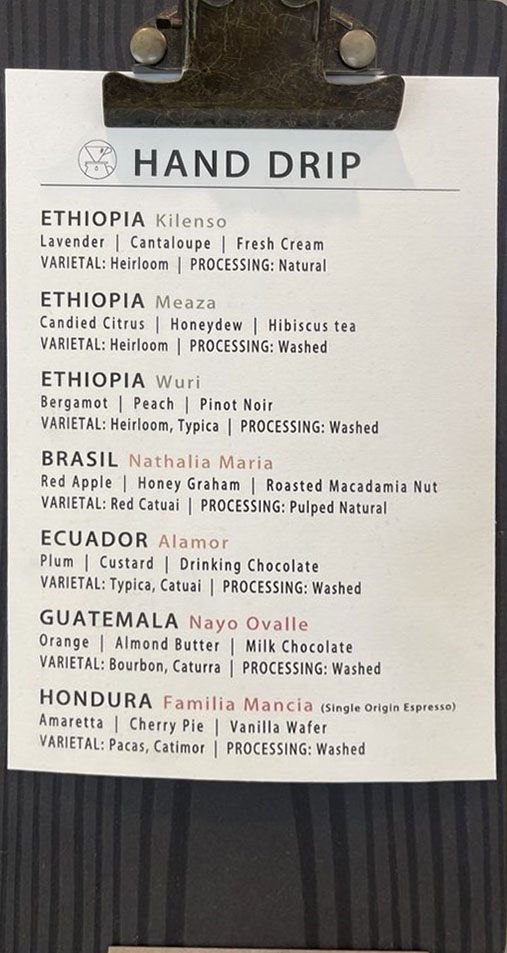 HAND DRIP
ETHIOPIA Kilenso
Lavender | Cantaloupe | Fresh Cream
VARIETAL: Heirloom | PROCESSING: Natural
ETHIOPIA Meaza
Candied Citrus | Honeydew | Hibiscus tea
VARIETAL: Heirloom | PROCESSING: Washed
ETHIOPIA Wuri
Bergamot | Peach | Pinot Noir
VARIETAL: Heirloom, Typica | PROCESSING: Washed
BRASIL Nathalia Maria
Red Apple | Honey Graham | Roasted Macadamia Nut
VARIETAL: Red Catuai | PROCESSING: Pulped Natural
ECUADOR Alamor
Plum | Custard | Drinking Chocolate
VARIETAL: Typica, Catuai | PROCESSING: Washed
GUATEMALA Nayo Ovalle
Orange | Almond Butter | Milk Chocolate
VARIETAL: Bourbon, Caturra | PROCESSING: Washed
HONDURA Familia Mancia (Single Origin Espresso)
Amaretta | Cherry Pie | Vanilla Wafer
VARIETAL: Pacas, Catimor | PROCESSING: Washed